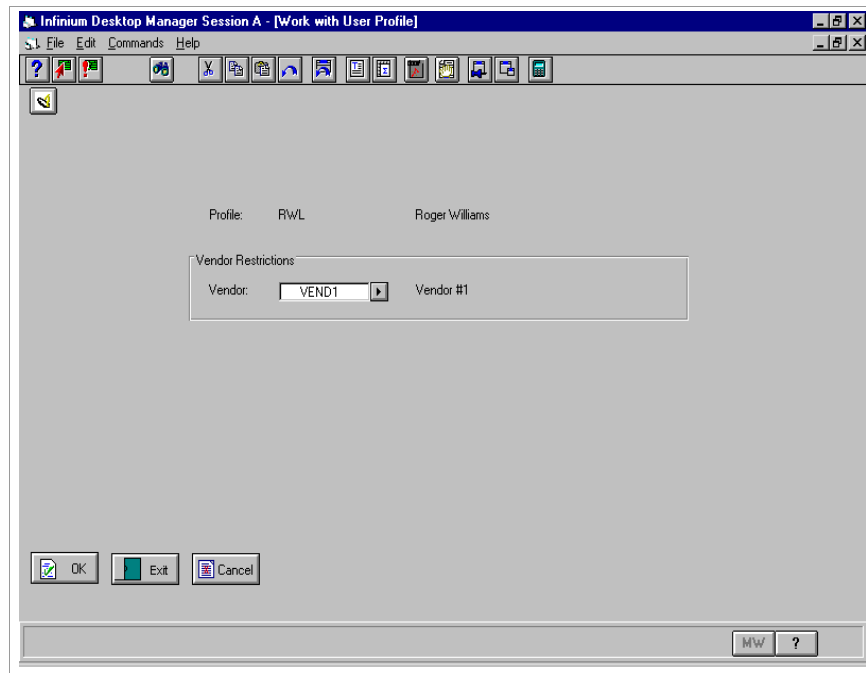 Infinium Desktop Manager Session A - [Work with User Profile]
File Edit Commands Help
Profile: RWL Roger Williams
Vendor Restrictions
Vendor: VEND1 Vendor #1
OK Exit Cancel
MW ?